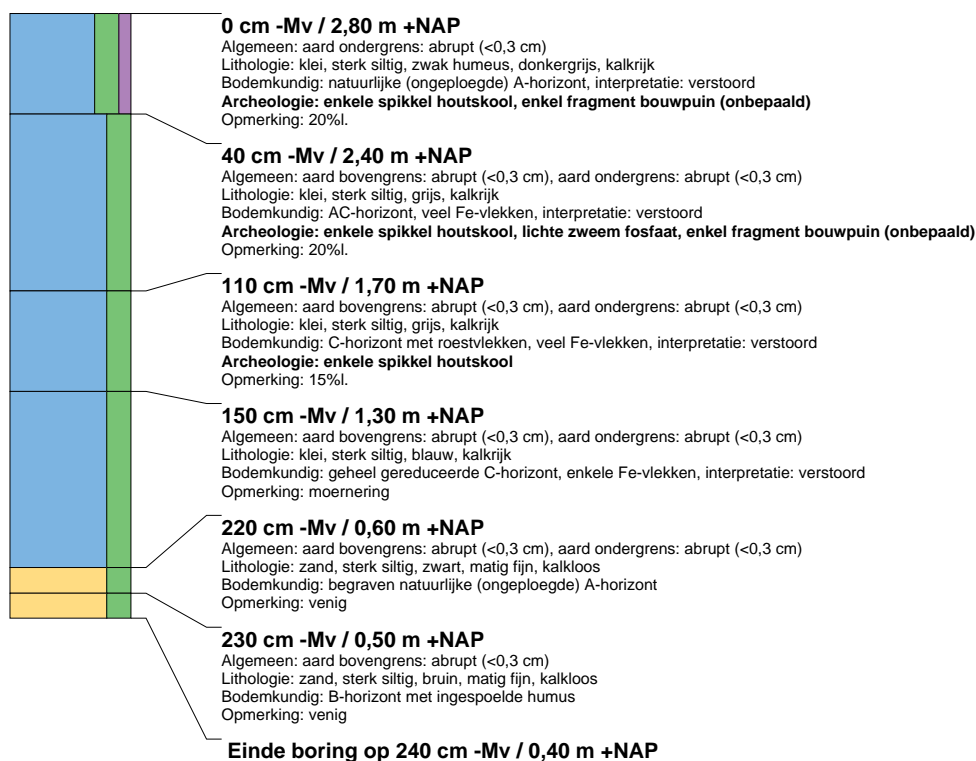 0 cm -Mv / 2,80 m +NAP
Algemeen: aard ondergrens: abrupt (<0,3 cm)
Lithologie: klei, sterk siltig, zwak humeus, donkergrijs, kalkrijk
Bodemkundig: natuurlijke (ongeploegde) A-horizont, interpretatie: verstoord
Archeologie: enkele spikkel houtskool, enkel fragment bouwpuin (onbepaald)
Opmerking: 20%l.
40 cm -Mv / 2,40 m +NAP
Algemeen: aard bovengrens: abrupt (<0,3 cm), aard ondergrens: abrupt (<0,3 cm)
Lithologie: klei, sterk siltig, grijs, kalkrijk
Bodemkundig: AC-horizont, veel Fe-vlekken, interpretatie: verstoord
Archeologie: enkele spikkel houtskool, lichte zweem fosfaat, enkel fragment bouwpuin (onbepaald)
Opmerking: 20%l.
110 cm -Mv / 1,70 m +NAP
Algemeen: aard bovengrens: abrupt (<0,3 cm), aard ondergrens: abrupt (<0,3 cm)
Lithologie: klei, sterk siltig, grijs, kalkrijk
Bodemkundig: C-horizont met roestvlekken, veel Fe-vlekken, interpretatie: verstoord
Archeologie: enkele spikkel houtskool
Opmerking: 15%l.
150 cm -Mv / 1,30 m +NAP
Algemeen: aard bovengrens: abrupt (<0,3 cm), aard ondergrens: abrupt (<0,3 cm)
Lithologie: klei, sterk siltig, blauw, kalkrijk
Bodemkundig: geheel gereduceerde C-horizont, enkele Fe-vlekken, interpretatie: verstoord
Opmerking: moernering
220 cm -Mv / 0,60 m +NAP
Algemeen: aard bovengrens: abrupt (<0,3 cm), aard ondergrens: abrupt (<0,3 cm)
Lithologie: zand, sterk siltig, zwart, matig fijn, kalkloos
Bodemkundig: begraven natuurlijke (ongeploegde) A-horizont
Opmerking: venig
230 cm -Mv / 0,50 m +NAP
Algemeen: aard bovengrens: abrupt (<0,3 cm)
Lithologie: zand, sterk siltig, bruin, matig fijn, kalkloos
Bodemkundig: B-horizont met ingespoelde humus
Opmerking: venig
Einde boring op 240 cm -Mv / 0,40 m +NAP